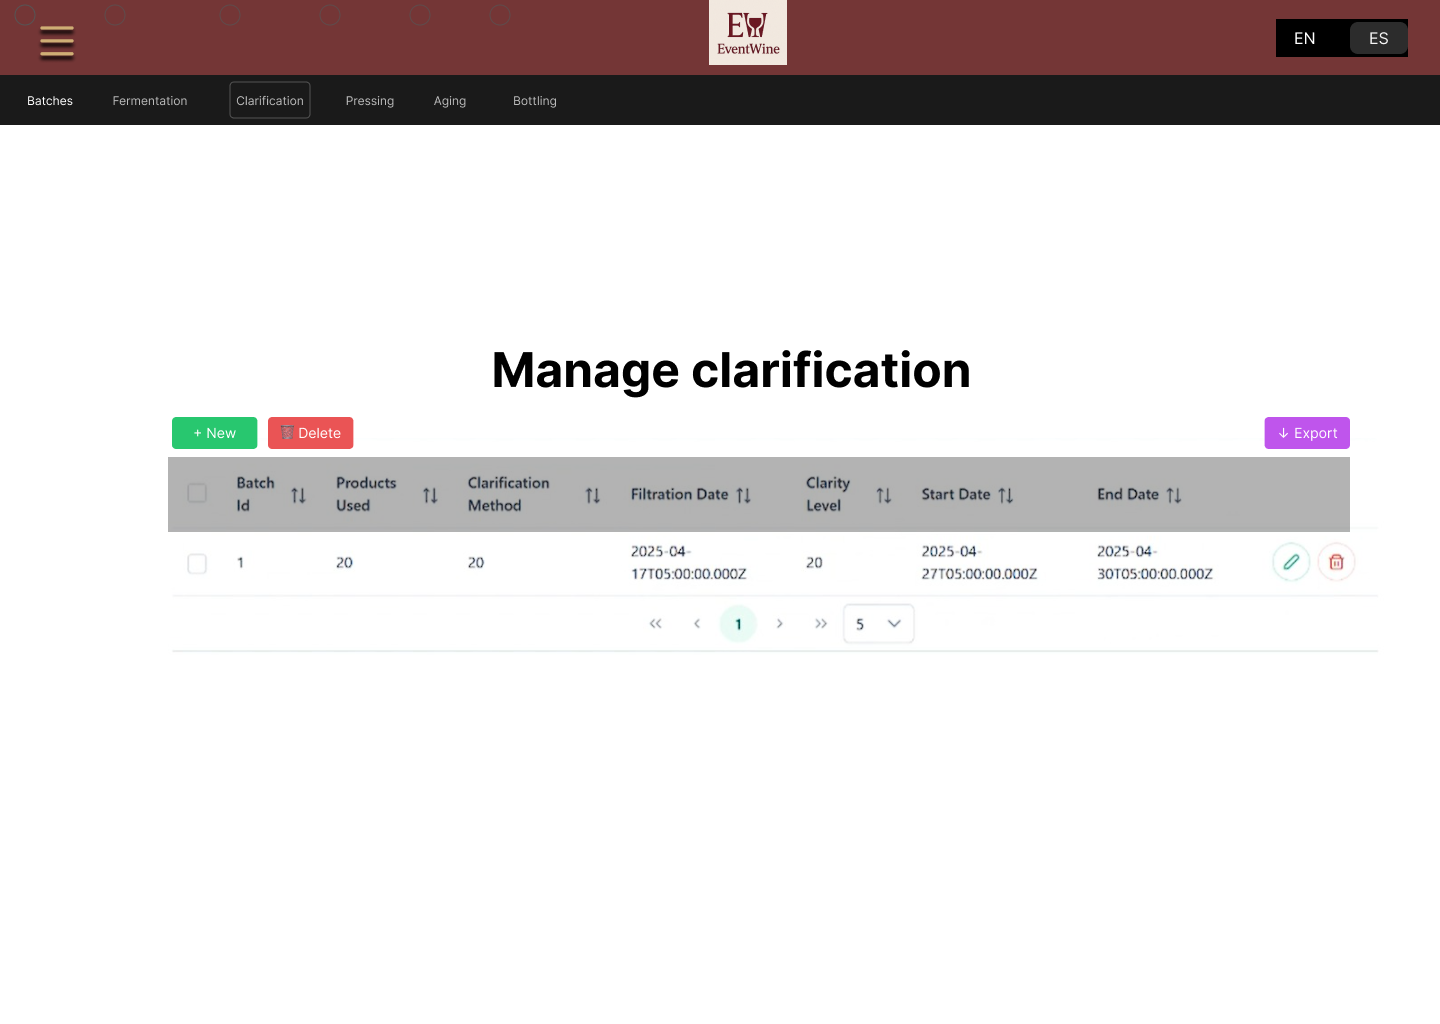 EW
EventWine
EN ES
Batches Fermentation Clarification Pressing Aging Bottling
Manage clarification
+ New Delete ↓ Export
Batch Id Products Used Clarification Method Filtration Date Clarity Level Start Date End Date
1 20 20 2025-04-17T05:00:00.000Z 20 2025-04-27T05:00:00.000Z 2025-04-30T05:00:00.000Z
« ‹ 1 › » 5